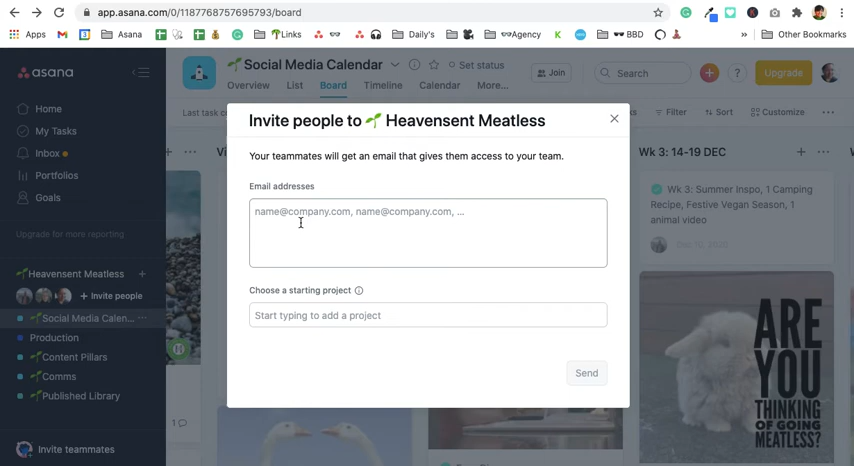 app.asana.com/0/1187768757695793/board
Apps
Asana
Links
Daily's
Agency
K
BBD
»
Other Bookmarks
asana
Home
My Tasks
Inbox
Portfolios
Goals
Upgrade for more reporting
Heavensent Meatless
+ Invite people
Social Media Calen... ...
Production
Content Pillars
Comms
Published Library
Invite teammates
Social Media Calendar
Set status
Join
Search
?
Upgrade
Overview
List
Board
Timeline
Calendar
More...
Filter
Sort
Customize
Wk 3: 14-19 DEC
Wk 3: Summer Inspo, 1 Camping
Recipe, Festive Vegan Season, 1
animal video
ARE
YOU
THINKING
OF GOING
MEATLESS?
Invite people to Heavensent Meatless
Your teammates will get an email that gives them access to your team.
Email addresses
name@company.com, name@company.com, ...
Choose a starting project
Start typing to add a project
Send